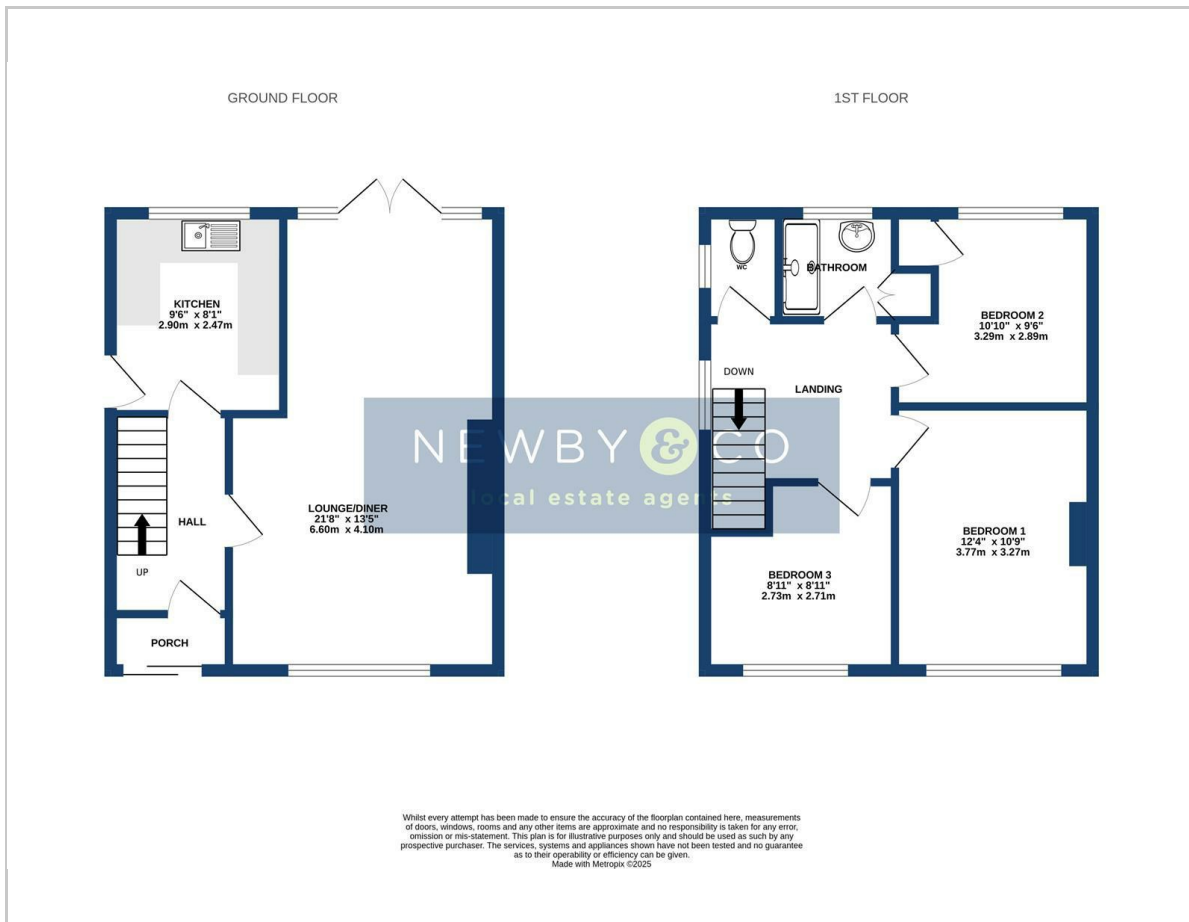 GROUND FLOOR
KITCHEN
9'6" x 8'1"
2.90m x 2.47m
LOUNGE/DINER
21'8" x 13'5"
6.60m x 4.10m
HALL
UP
PORCH
1ST FLOOR
WC
BATHROOM
BEDROOM 2
10'10" x 9'6"
3.29m x 2.89m
DOWN
LANDING
BEDROOM 1
12'4" x 10'9"
3.77m x 3.27m
BEDROOM 3
8'11" x 8'11"
2.73m x 2.71m
NEWBY & CO
local estate agents
Whilst every attempt has been made to ensure the accuracy of the floorplan contained here, measurements
of doors, windows, rooms and any other items are approximate and no responsibility is taken for any error,
omission or mis-statement. This plan is for illustrative purposes only and should be used as such by any
prospective purchaser. The services, systems and appliances shown have not been tested and no guarantee
as to their operability or efficiency can be given.
Made with Metropix ©2025